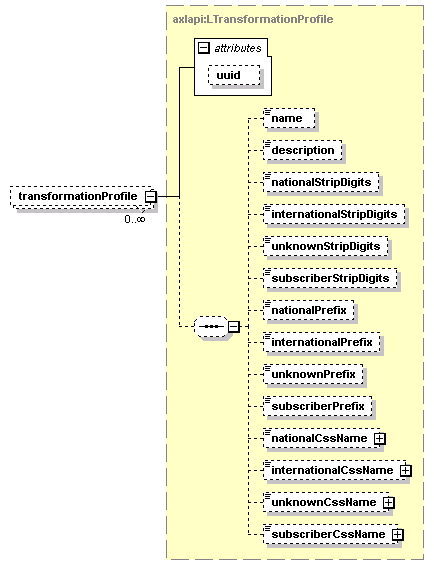 axlapi:LTransformationProfile
attributes
uuid
name
description
nationalStripDigits
transformationProfile
0..∞
internationalStripDigits
unknownStripDigits
subscriberStripDigits
nationalPrefix
internationalPrefix
unknownPrefix
subscriberPrefix
nationalCssName
internationalCssName
unknownCssName
subscriberCssName